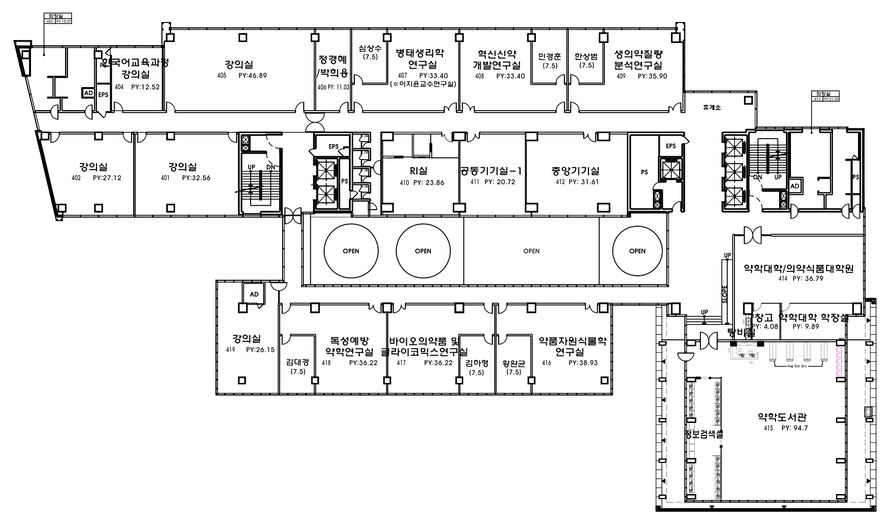 화장실
한국어교육과정
강의실
404 PY:12.52
PS
AD
EPS
강의실
405 PY:46.89
정경혜
/박희용
406 PY: 11.03
심상수
(7.5)
병태생리학
연구실
407 PY:33.40
(※이지윤교수연구실)
혁신신약
개발연구실
408 PY:33.40
민경훈
(7.5)
한상범
(7.5)
생의약질량
분석연구실
409 PY:35.90
휴게소
화장실
강의실
402 PY:27.12
강의실
401 PY:32.56
UP DN
EPS
PS
RI실
410 PY: 23.86
공동기기실-1
411 PY: 20.72
중앙기기실
412 PY: 31.61
PS
EPS
DN UP
AD
PS
OPEN
OPEN
OPEN
OPEN
UP
SLOPE
UP
약학대학/의약식품대학원
414 PY: 36.79
창고
PY: 4.08
약학대학 학장실
PY: 9.89
탕비실
AD
강의실
419 PY:26.15
김대경
(7.5)
독성예방
약학연구실
418 PY:36.22
바이오의약품 및
글라이코믹스연구실
417 PY:36.22
김하형
(7.5)
황완균
(7.5)
약품자원식물학
연구실
416 PY:38.93
약학도서관
415 PY: 94.7
정보검색실